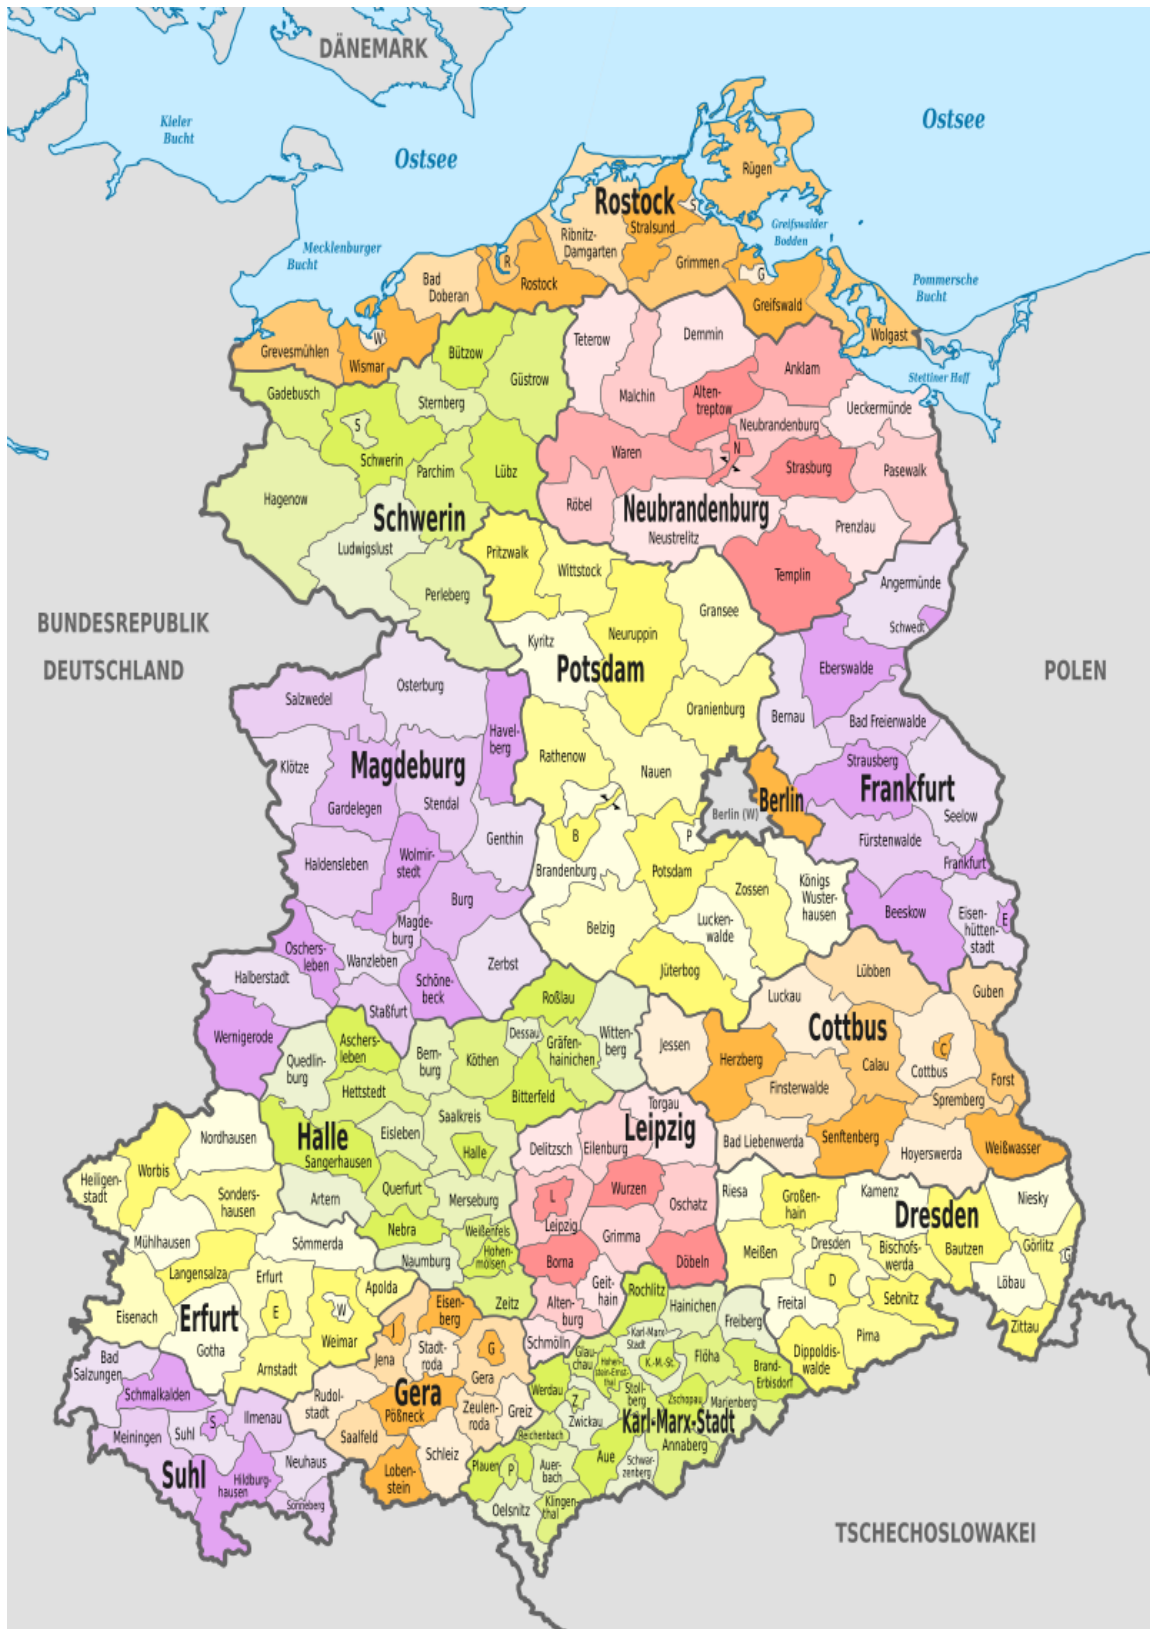 DÄNEMARK
Kieler
Bucht
Ostsee
Ostsee
Rügen
Rostock
S
Stralsund
Greifswalder
Bodden
Ribnitz-
Damgarten
Mecklenburger
Bucht
R
Rostock
Grimmen
G
Greifswald
Pommersche
Bucht
Bad
Doberan
Wolgast
Grevesmühlen
W
Wismar
Stettiner Haff
Bützow
Güstrow
Teterow
Demmin
Anklam
Gadebusch
Sternberg
Malchin
Alten-
treptow
Ueckermünde
Neubrandenburg
S
Schwerin
Parchim
Lübz
Waren
N
Strasburg
Pasewalk
Hagenow
Schwerin
Röbel
Neubrandenburg
Neustrelitz
Prenzlau
Ludwigslust
Pritzwalk
Wittstock
Templin
Angermünde
Perleberg
Gransee
Schwedt
BUNDESREPUBLIK
DEUTSCHLAND
POLEN
Kyritz
Neuruppin
Potsdam
Eberswalde
Salzwedel
Osterburg
Oranienburg
Bernau
Bad Freienwalde
Havel-
berg
Klötze
Magdeburg
Rathenow
Nauen
Strausberg
Frankfurt
Berlin
Berlin (W)
Gardelegen
Stendal
Seelow
Genthin
B
P
Fürstenwalde
Frankfurt
Haldensleben
Wolmir-
stedt
Brandenburg
Potsdam
Zossen
Königs
Wuster-
hausen
Burg
Beeskow
Eisen-
hütten-
stadt
E
Magde-
burg
Belzig
Lucken-
walde
Oschers-
leben
Wanzleben
Zerbst
Jüterbog
Lübben
Halberstadt
Schöne-
beck
Guben
Staßfurt
Roßlau
Luckau
Cottbus
Wernigerode
Aschers-
leben
Dessau
Witten-
berg
Gräfen-
hainichen
Jessen
Quedlin-
burg
Bern-
burg
Köthen
Herzberg
Calau
C
Cottbus
Forst
Hettstedt
Bitterfeld
Finsterwalde
Spremberg
Torgau
Saalkreis
Nordhausen
Halle
Sangerhausen
Eisleben
Halle
Delitzsch
Eilenburg
Leipzig
Bad Liebenwerda
Senftenberg
Hoyerswerda
Weißwasser
Worbis
Heiligen-
stadt
Sonders-
hausen
Artern
Querfurt
Merseburg
L
Leipzig
Wurzen
Oschatz
Riesa
Großen-
hain
Kamenz
Dresden
Niesky
Mühlhausen
Sömmerda
Nebra
Weißenfels
Grimma
Meißen
Dresden
Bischofs-
werda
Bautzen
Görlitz
G
Langensalza
Erfurt
Apolda
Naumburg
Hohen-
mölsen
Borna
Döbeln
D
Löbau
Eisenach
Erfurt
E
W
Weimar
Eisen-
berg
Zeitz
Alten-
burg
Geit-
hain
Rochlitz
Hainichen
Freiberg
Freital
Sebnitz
Zittau
Gotha
Arnstadt
J
Jena
Stadt-
roda
G
Gera
Schmölln
Karl-Marx-
Stadt
K.-M.-St.
Flöha
Brand-
Erbisdorf
Dippoldis-
walde
Pirna
Bad
Salzungen
Schmalkalden
Rudol-
stadt
Gera
Pößneck
Zeulen-
roda
Greiz
Werdau
Glau-
chau
Hohen-
stein-Ernst-
thal
Z
Zwickau
Stoll-
berg
Zschopau
Marienberg
Karl-Marx-Stadt
Annaberg
Meiningen
Suhl
S
Ilmenau
Saalfeld
Schleiz
Reichenbach
Aue
Schwar-
zenberg
Suhl
Hildburg-
hausen
Neuhaus
Sonneberg
Loben-
stein
Plauen
P
Auer-
bach
Oelsnitz
Klingen-
thal
TSCHECHOSLOWAKEI